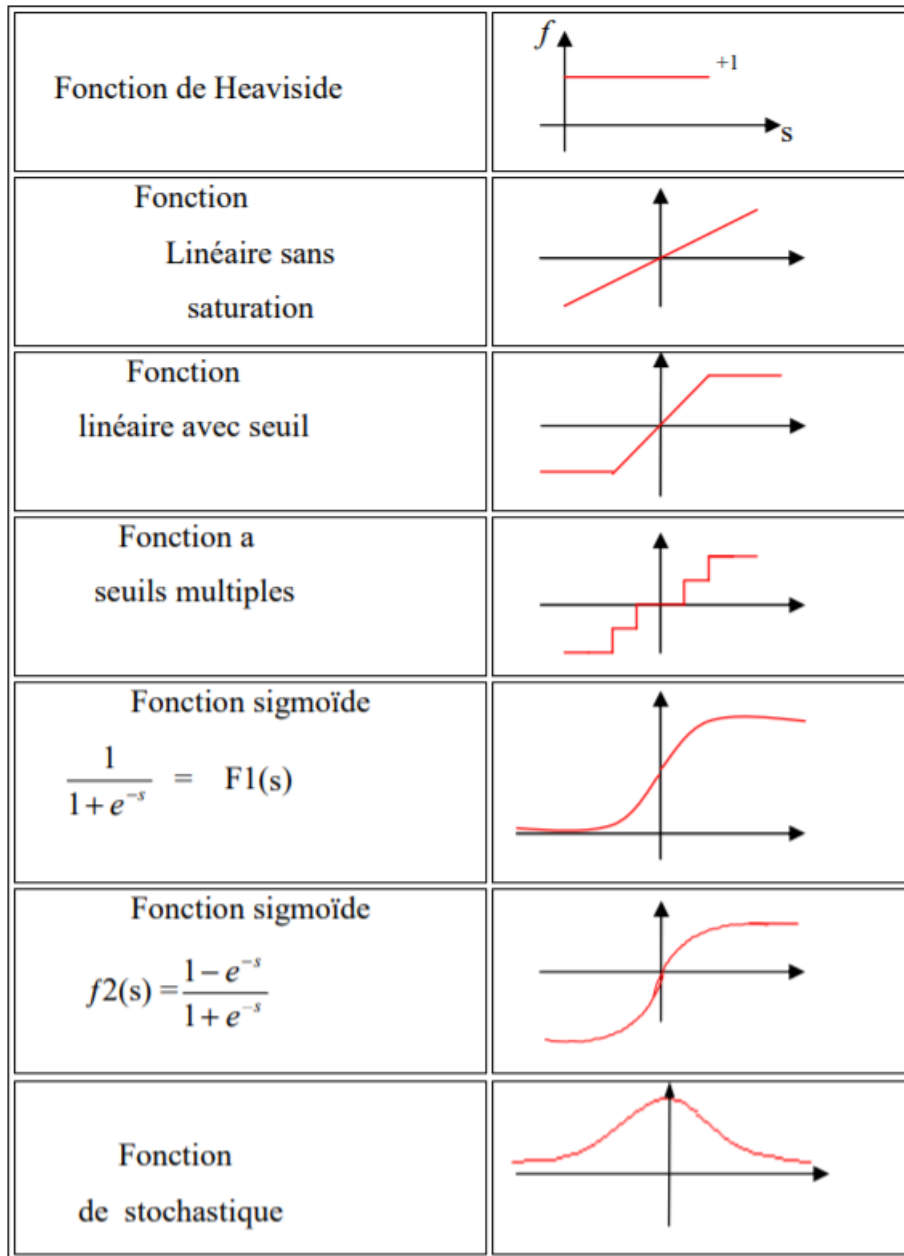 Fonction de Heaviside
f
+1
s
Fonction
Linéaire sans
saturation
Fonction
linéaire avec seuil
Fonction a
seuils multiples
Fonction sigmoïde
1/(1+e^{-s}) = F1(s)
Fonction sigmoïde
f2(s) = (1-e^{-s})/(1+e^{-s})
Fonction
de stochastique